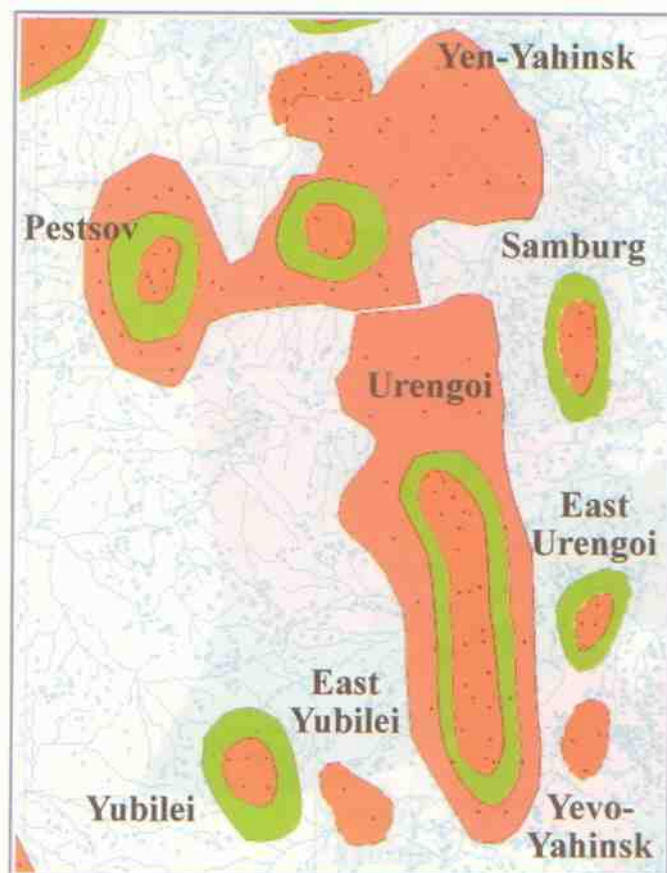 Yen-Yahinsk
Pestsov
Samburg
Urengoi
East
Urengoi
East
Yubilei
Yubilei
Yevo-
Yahinsk